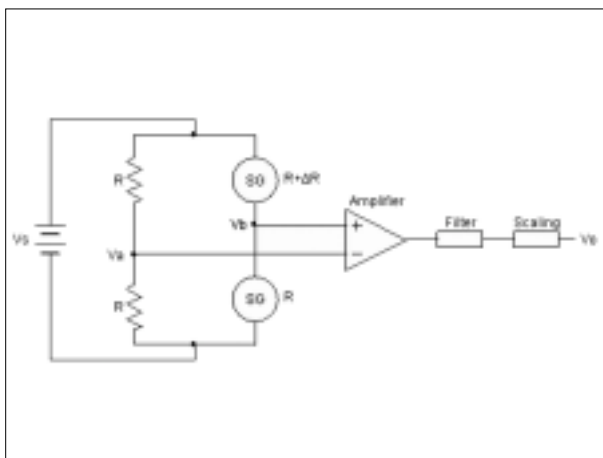 R
SG
R+ΔR
Amplifier
Vb
+
Filter
Scaling
Vs
Va
−
Vo
R
SG
R